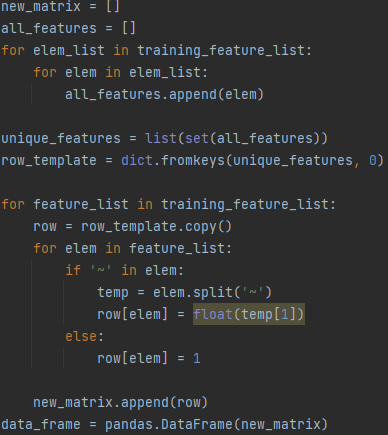 new_matrix = []
all_features = []
for elem_list in training_feature_list:
    for elem in elem_list:
        all_features.append(elem)

unique_features = list(set(all_features))
row_template = dict.fromkeys(unique_features, 0)

for feature_list in training_feature_list:
    row = row_template.copy()
    for elem in feature_list:
        if '~' in elem:
            temp = elem.split('~')
            row[elem] = float(temp[1])
        else:
            row[elem] = 1

    new_matrix.append(row)
data_frame = pandas.DataFrame(new_matrix)